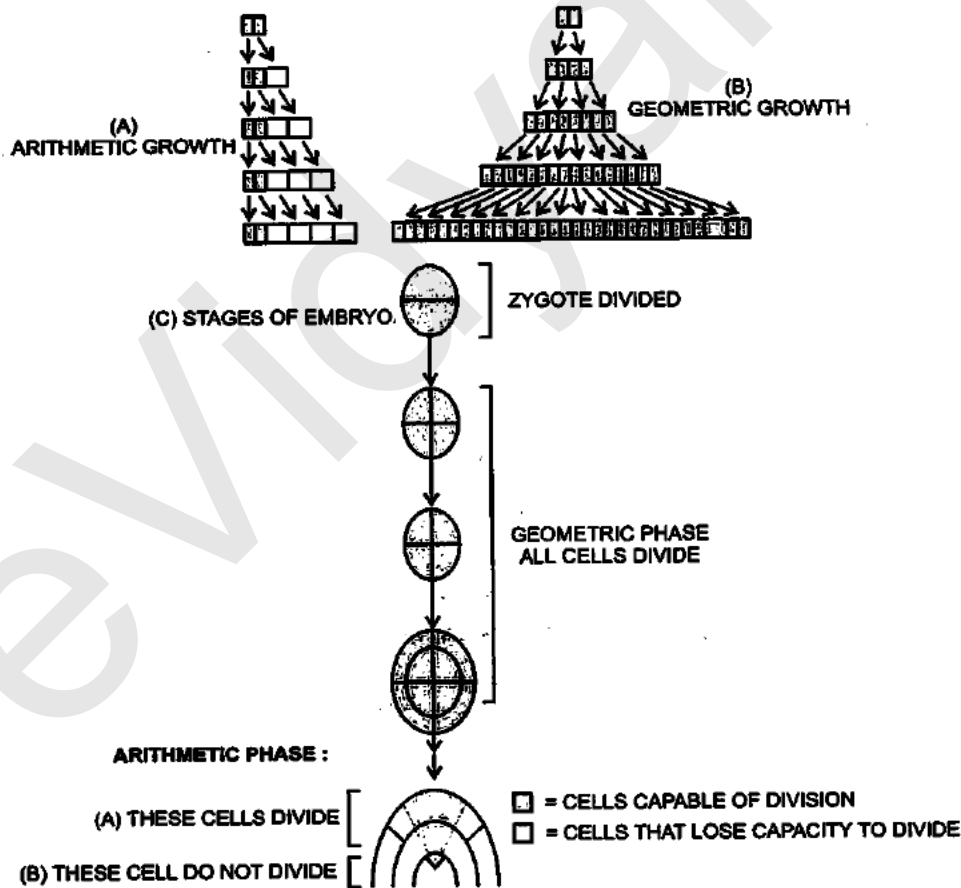 (A)
ARITHMETIC GROWTH
(B)
GEOMETRIC GROWTH
(C) STAGES OF EMBRYO.
ZYGOTE DIVIDED
GEOMETRIC PHASE
ALL CELLS DIVIDE
ARITHMETIC PHASE :
(A) THESE CELLS DIVIDE
(B) THESE CELL DO NOT DIVIDE
= CELLS CAPABLE OF DIVISION
= CELLS THAT LOSE CAPACITY TO DIVIDE